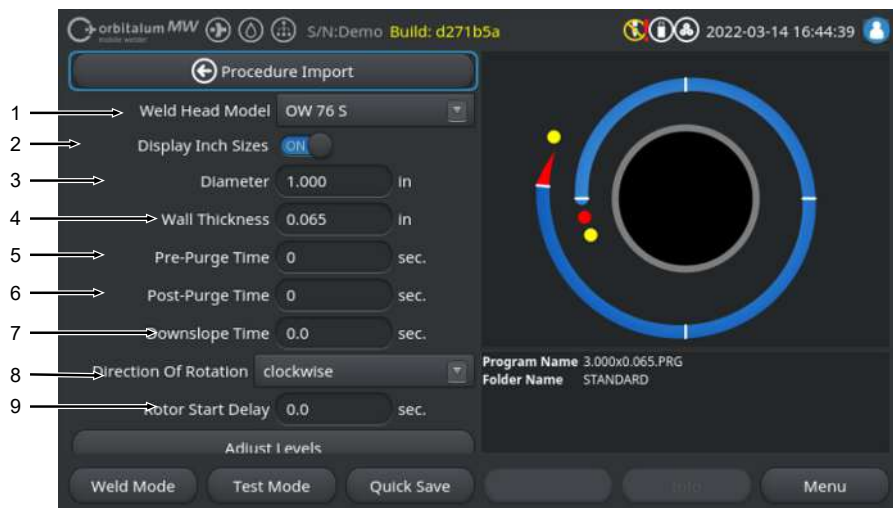 orbitalum MW S/N:Demo Build: d271b5a 2022-03-14 16:44:39
mobile welder
Procedure Import
1 Weld Head Model OW 76 S
2 Display Inch Sizes ON
3 Diameter 1.000 in
4 Wall Thickness 0.065 in
5 Pre-Purge Time 0 sec.
6 Post-Purge Time 0 sec.
7 Downslope Time 0.0 sec.
8 Direction Of Rotation clockwise
9 Rotor Start Delay 0.0 sec.
Adjust Levels
Program Name 3.000x0.065.PRG
Folder Name STANDARD
Weld Mode Test Mode Quick Save Info Menu